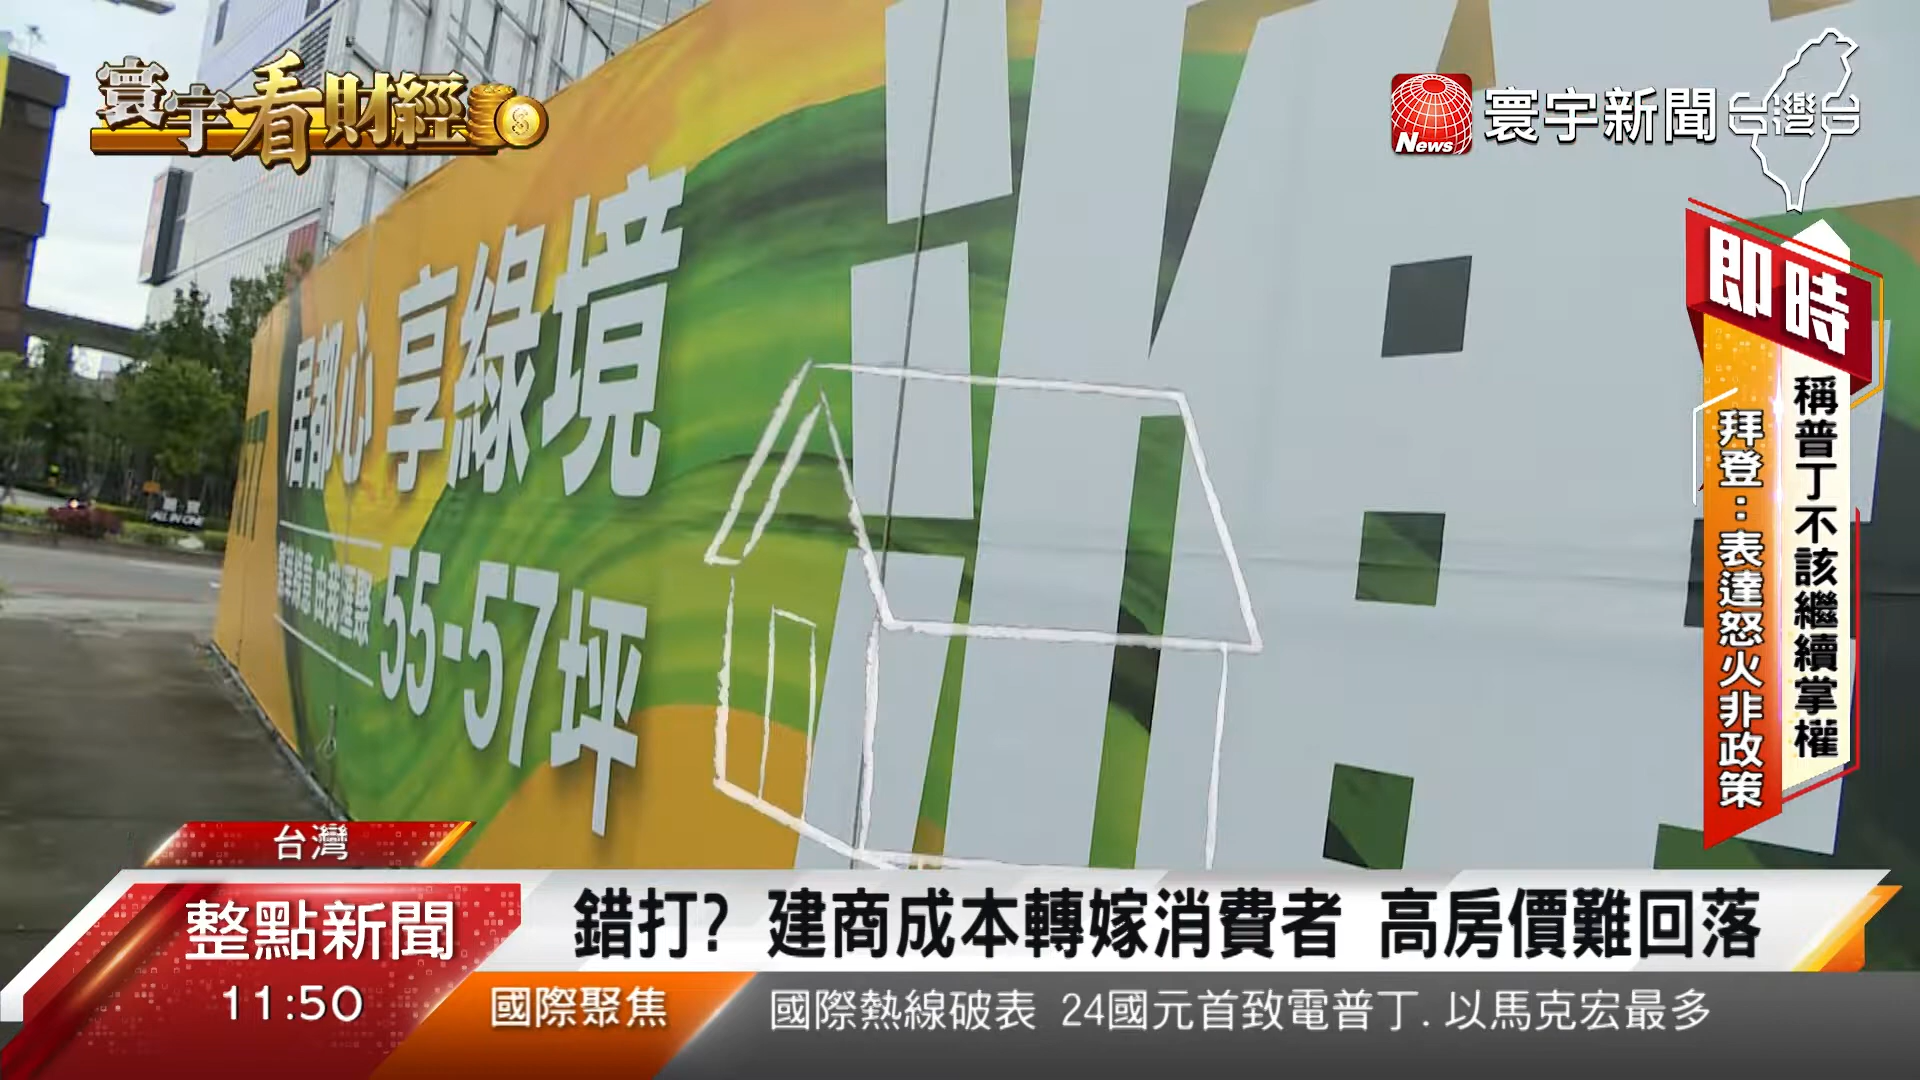 寰宇看財經
News
寰宇新聞 台灣台
即時
稱普丁不該繼續掌權
拜登：表達怒火非政策
居都心 享綠境
55-57坪
ALL IN ONE
台灣
整點新聞
11:50
錯打? 建商成本轉嫁消費者 高房價難回落
國際聚焦
國際熱線破表 24國元首致電普丁.以馬克宏最多